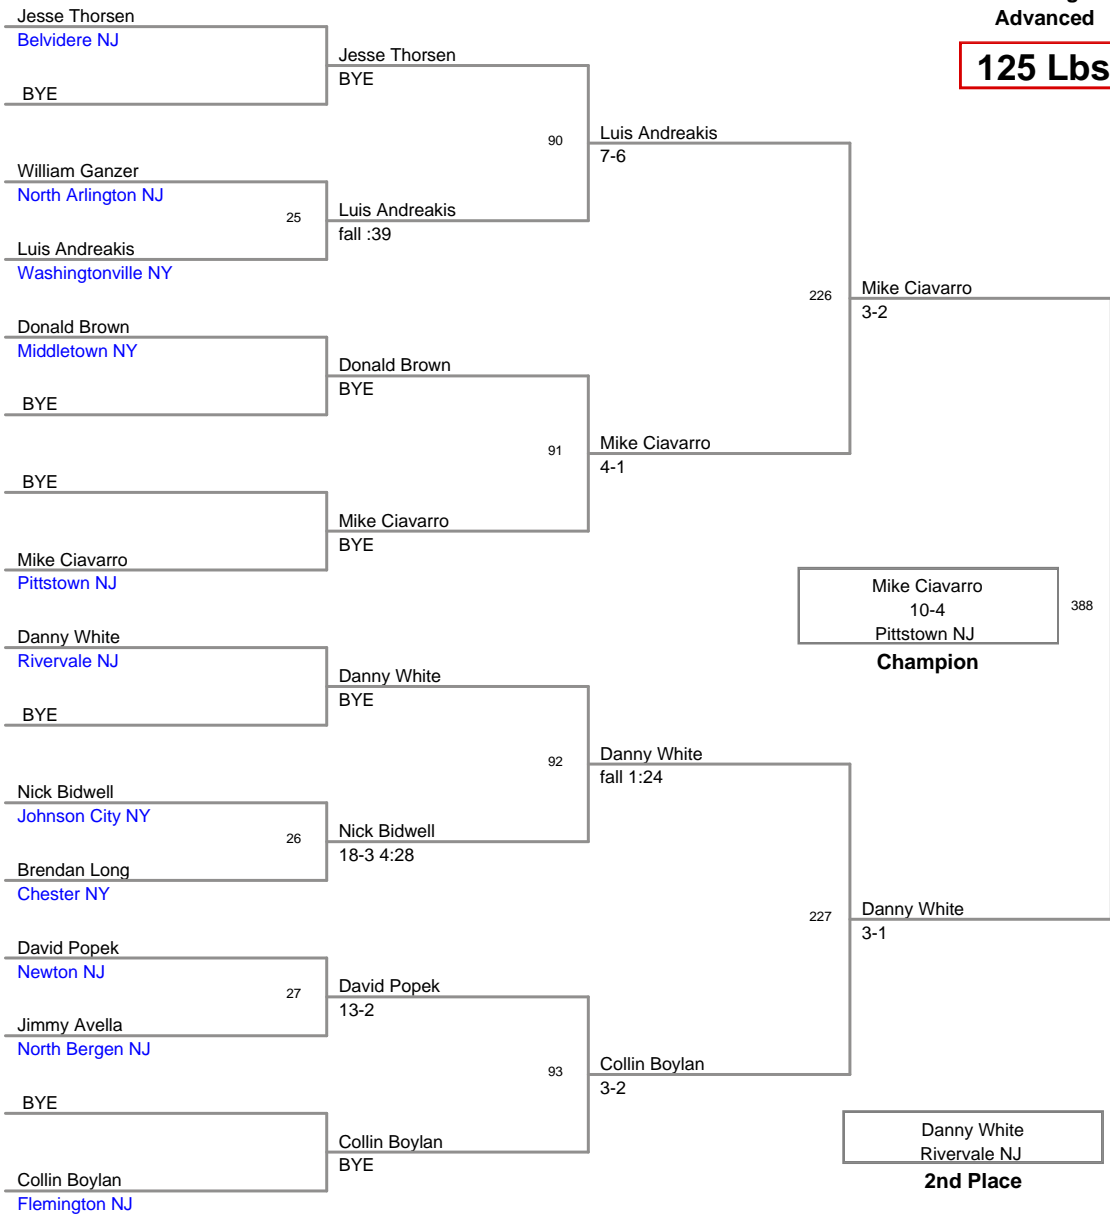 Advanced
125 Lbs
Jesse Thorsen
Belvidere NJ
BYE
William Ganzer
North Arlington NJ
Luis Andreakis
Washingtonville NY
Donald Brown
Middletown NY
BYE
BYE
Mike Ciavarro
Pittstown NJ
Danny White
Rivervale NJ
BYE
Nick Bidwell
Johnson City NY
Brendan Long
Chester NY
David Popek
Newton NJ
Jimmy Avella
North Bergen NJ
BYE
Collin Boylan
Flemington NJ
25
26
27
Jesse Thorsen
BYE
Luis Andreakis
fall :39
Donald Brown
BYE
Mike Ciavarro
BYE
Danny White
BYE
Nick Bidwell
18-3 4:28
David Popek
13-2
Collin Boylan
BYE
90
91
92
93
Luis Andreakis
7-6
Mike Ciavarro
4-1
Danny White
fall 1:24
Collin Boylan
3-2
226
227
Mike Ciavarro
3-2
Danny White
3-1
388
Mike Ciavarro
10-4
Pittstown NJ
Champion
Danny White
Rivervale NJ
2nd Place